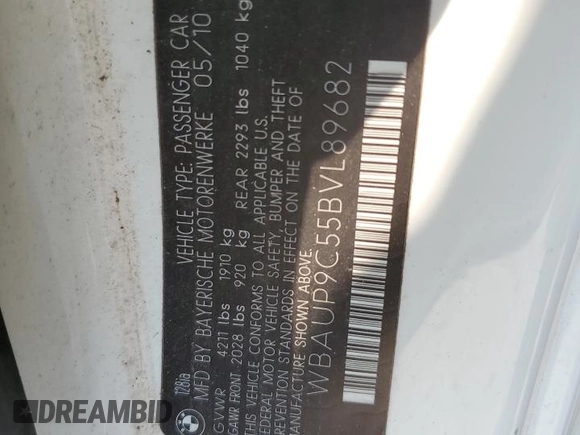 128ia
VEHICLE TYPE: PASSENGER CAR
MFD BY BAYERISCHE MOTORENWERKE 05/10
GVWR 4211 lbs 1910 kg
GAWR FRONT 2028 lbs 920 kg REAR 2293 lbs 1040 kg
THIS VEHICLE CONFORMS TO ALL APPLICABLE U.S.
FEDERAL MOTOR VEHICLE SAFETY, BUMPER AND THEFT
PREVENTION STANDARDS IN EFFECT ON THE DATE OF
MANUFACTURE SHOWN ABOVE.
WBAUP9C55BVL89682
DREAMBID